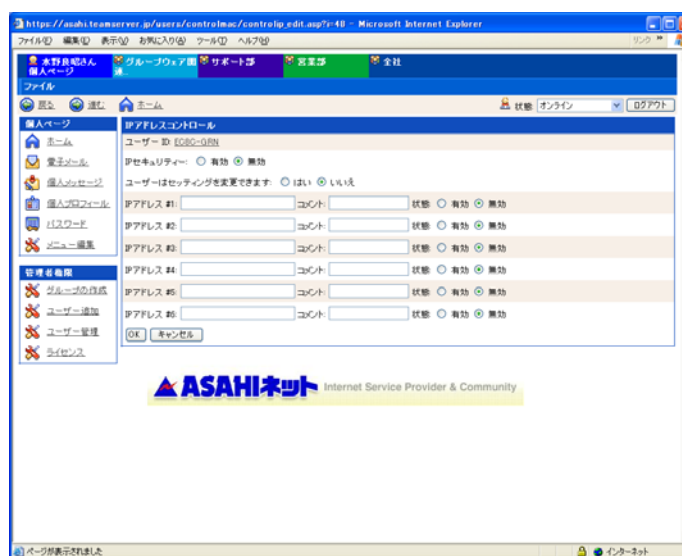 https://asahi.teamserver.jp/users/controlmac/controlip_edit.asp?i=48 - Microsoft Internet Explorer
ファイル(F) 編集(E) 表示(V) お気に入り(A) ツール(T) ヘルプ(H) リンク
水野良昭さん 個人ページ グループウェア関連.. サポート部 営業部 全社
ファイル
戻る 進む ホーム 状態: オンライン ログアウト
個人ページ
ホーム
電子メール
個人メッセージ
個人プロフィール
パスワード
メニュー編集
管理者権限
グループの作成
ユーザー追加
ユーザー管理
ライセンス
IPアドレスコントロール
ユーザー ID: EC8C-QRN
IPセキュリティー: 有効 無効
ユーザーはセッティングを変更できます: はい いいえ
IPアドレス #1: コメント: 状態: 有効 無効
IPアドレス #2: コメント: 状態: 有効 無効
IPアドレス #3: コメント: 状態: 有効 無効
IPアドレス #4: コメント: 状態: 有効 無効
IPアドレス #5: コメント: 状態: 有効 無効
IPアドレス #6: コメント: 状態: 有効 無効
OK キャンセル
ASAHIネット Internet Service Provider & Community
ページが表示されました インターネット